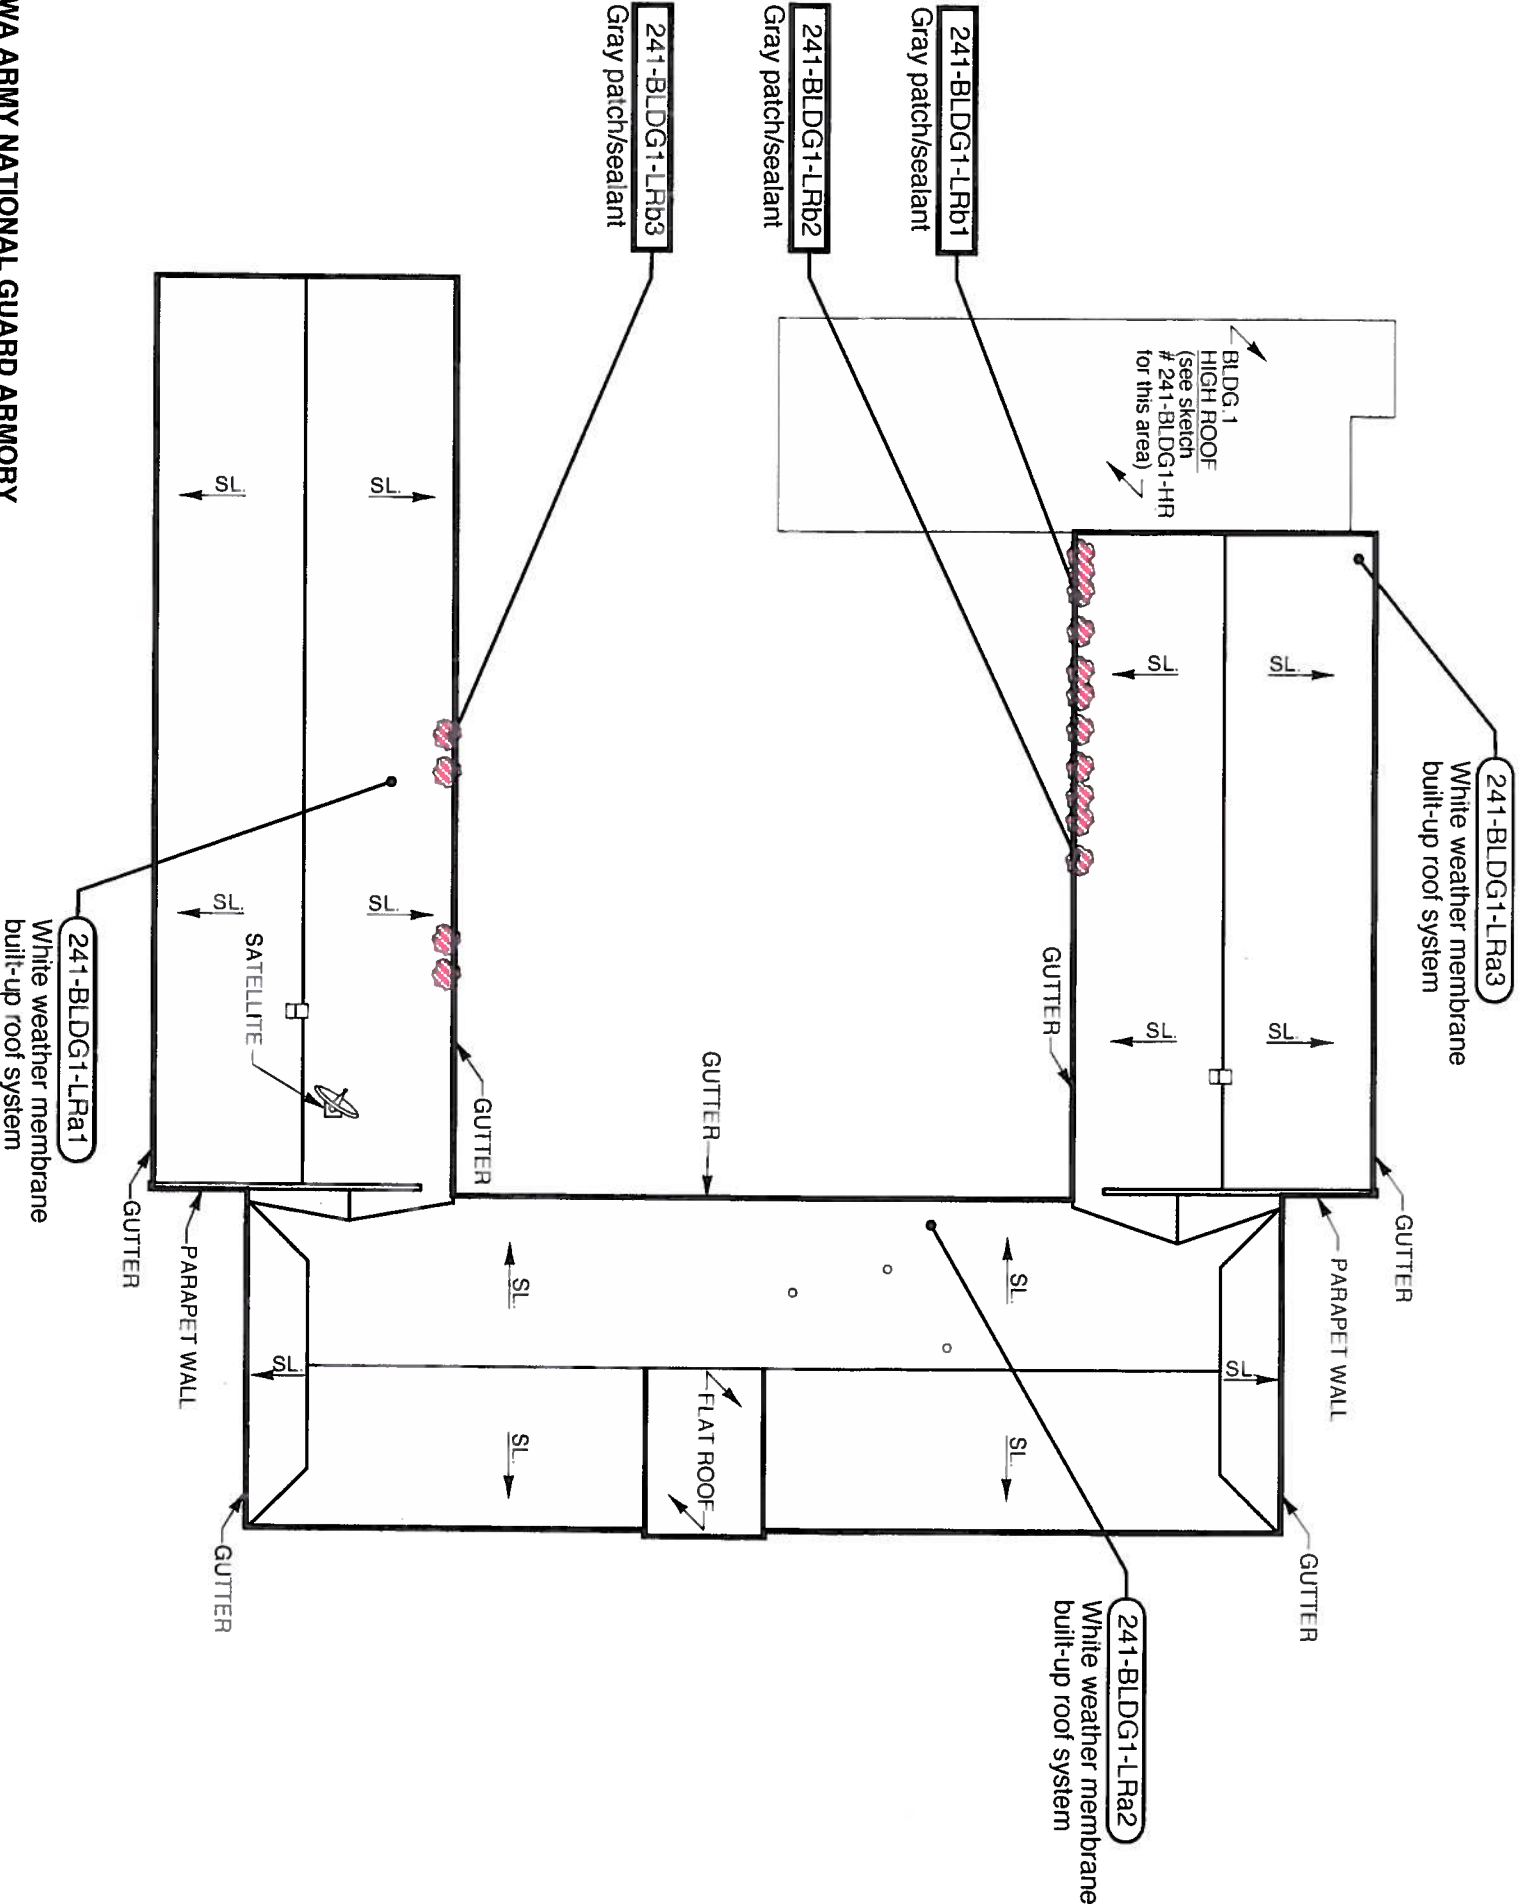 241-BLDG1-LRa3
White weather membrane
built-up roof system
GUTTER
PARAPET WALL
GUTTER
BLDG.1
HIGH ROOF
(see sketch
# 241-BLDG1-HR
for this area)
SL.
SL.
SL.
SL.
GUTTER
241-BLDG1-LRb1
Gray patch/sealant
241-BLDG1-LRb2
Gray patch/sealant
241-BLDG1-LRb3
Gray patch/sealant
GUTTER
GUTTER
SL.
SL.
SL.
SL.
SL.
SL.
FLAT ROOF
241-BLDG1-LRa2
White weather membrane
built-up roof system
SL.
SL.
SL.
SL.
SATELLITE
PARAPET WALL
GUTTER
GUTTER
241-BLDG1-LRa1
White weather membrane
built-up roof system
ARMY NATIONAL GUARD ARMORY